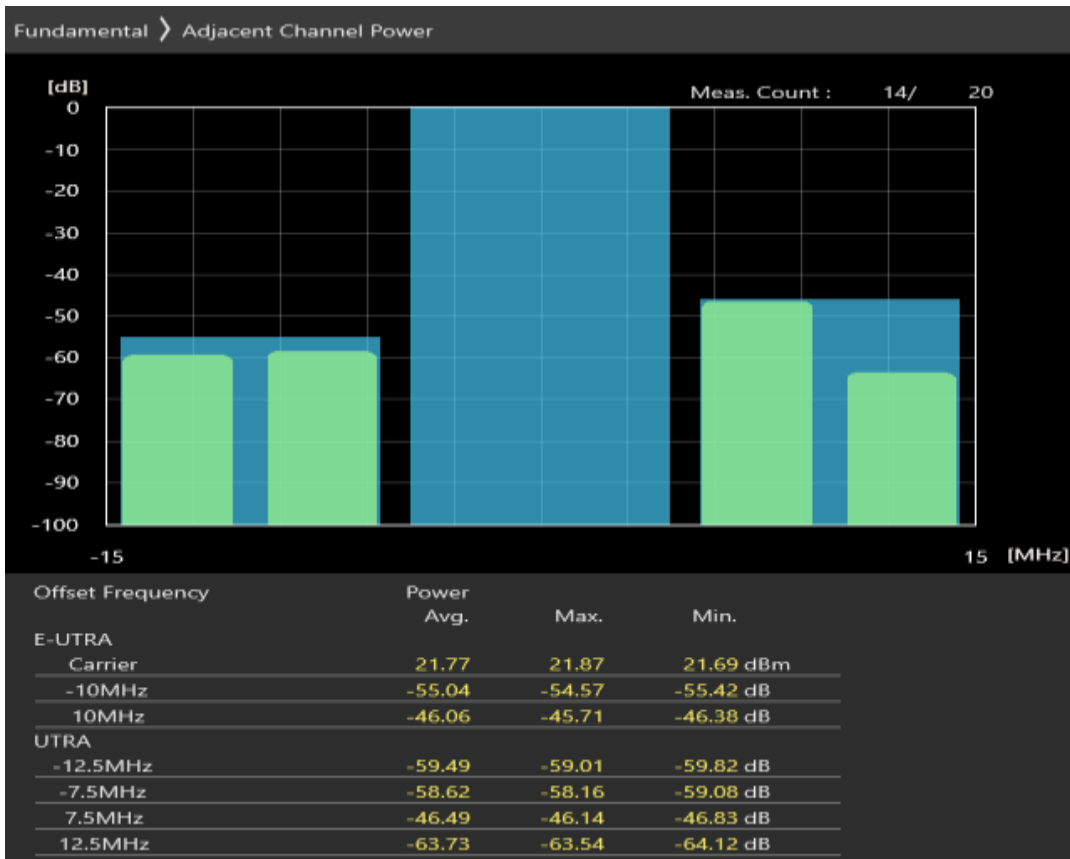 Fundamental ❯ Adjacent Channel Power
[dB]
Meas. Count : 14/ 20
0
-10
-20
-30
-40
-50
-60
-70
-80
-90
-100
-15 15 [MHz]
Offset Frequency Power
Avg. Max. Min.
E-UTRA
Carrier 21.77 21.87 21.69 dBm
-10MHz -55.04 -54.57 -55.42 dB
10MHz -46.06 -45.71 -46.38 dB
UTRA
-12.5MHz -59.49 -59.01 -59.82 dB
-7.5MHz -58.62 -58.16 -59.08 dB
7.5MHz -46.49 -46.14 -46.83 dB
12.5MHz -63.73 -63.54 -64.12 dB